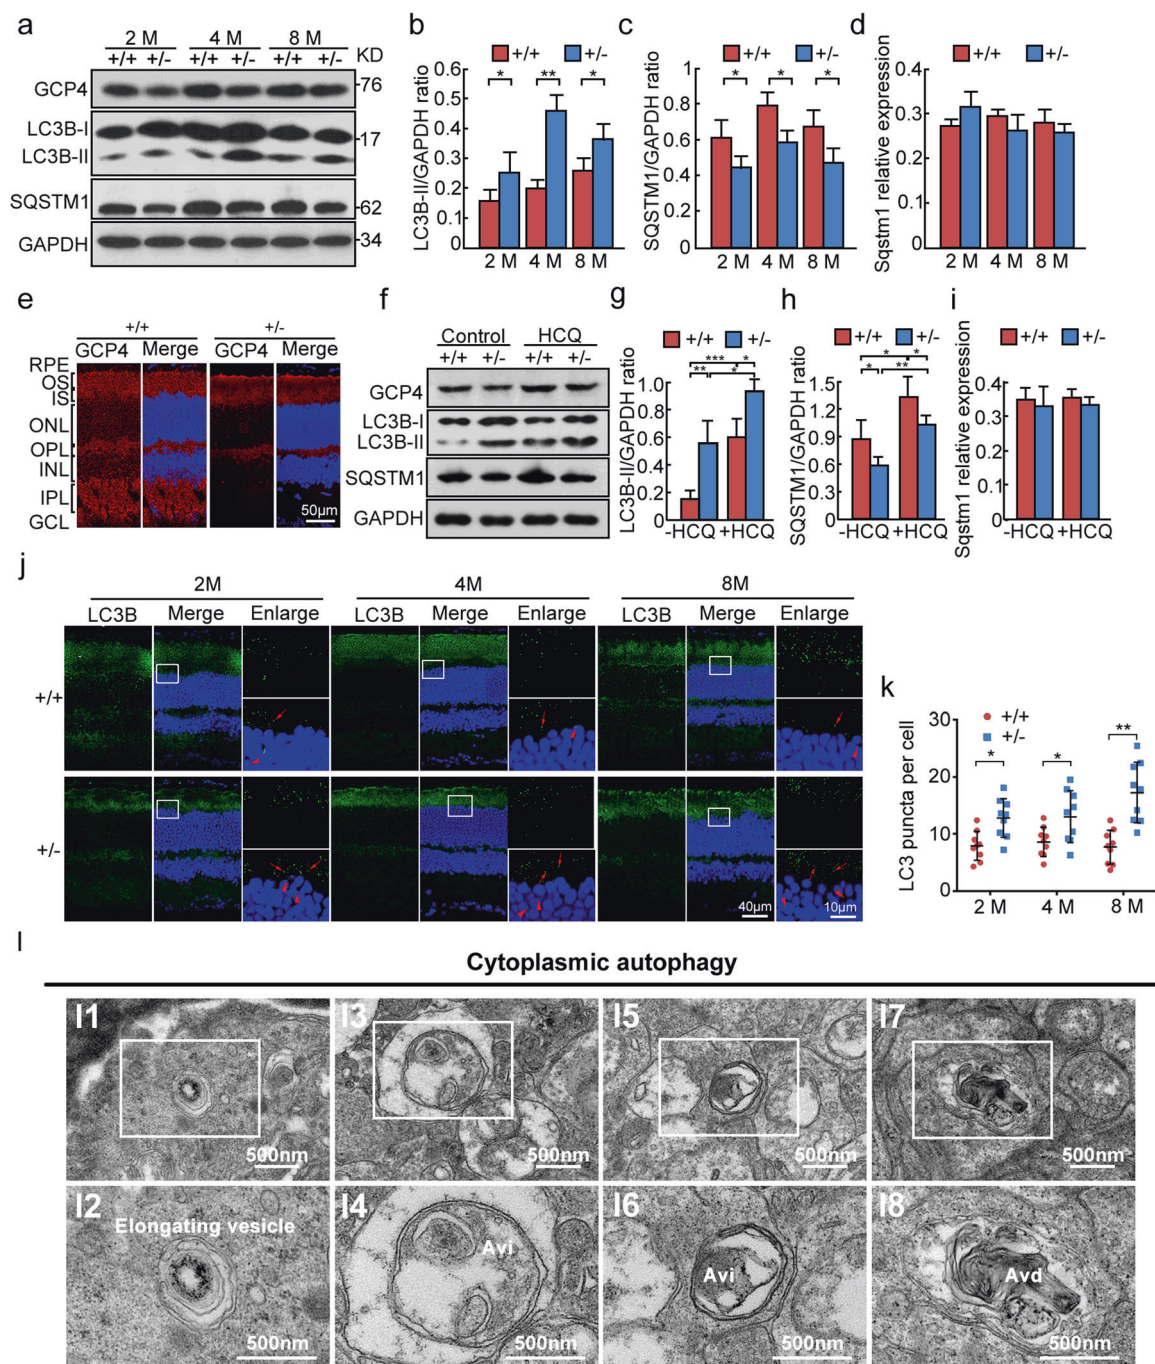 a
2 M 4 M 8 M
+/+ +/- +/+ +/- +/+ +/- KD
GCP4 76
LC3B-I 17
LC3B-II
SQSTM1 62
GAPDH 34
b
+/+ +/-
LC3B-II/GAPDH ratio
0.6
0.5
0.4
0.3
0.2
0.1
0
* ** *
2 M 4 M 8 M
c
+/+ +/-
SQSTM1/GAPDH ratio
1
0.8
0.6
0.4
0.2
0
* * *
2 M 4 M 8 M
d
+/+ +/-
Sqstm1 relative expression
0.4
0.3
0.2
0.1
0
2 M 4 M 8 M
e
+/+ +/-
GCP4 Merge GCP4 Merge
RPE
OS
IS
ONL
OPL
INL
IPL
GCL
50μm
f
Control HCQ
+/+ +/- +/+ +/-
GCP4
LC3B-I
LC3B-II
SQSTM1
GAPDH
g
+/+ +/-
LC3B-II/GAPDH ratio
1.0
0.8
0.6
0.4
0.2
0
*** *
** *
-HCQ +HCQ
h
+/+ +/-
SQSTM1/GAPDH ratio
1.5
1.2
0.9
0.6
0.3
0
* *
* **
-HCQ +HCQ
i
+/+ +/-
Sqstm1 relative expression
0.4
0.3
0.2
0.1
0
-HCQ +HCQ
j
2M 4M 8M
LC3B Merge Enlarge LC3B Merge Enlarge LC3B Merge Enlarge
+/+
+/-
40μm 10μm
k
+/+
+/-
LC3 puncta per cell
30
20
10
0
* * **
2 M 4 M 8 M
l
Cytoplasmic autophagy
l1 l3 l5 l7
500nm 500nm 500nm 500nm
l2 l4 l6 l8
Elongating vesicle
Avi Avi Avd
500nm 500nm 500nm 500nm